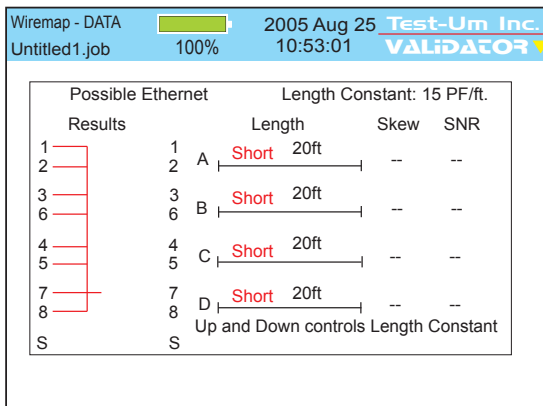 Wiremap - DATA 2005 Aug 25 Test-Um Inc.
Untitled1.job 100% 10:53:01 VALIDATOR
Possible Ethernet Length Constant: 15 PF/ft.
Results Length Skew SNR
1 1 A Short 20ft -- --
2 2
3 3 B Short 20ft -- --
6 6
4 4 C Short 20ft -- --
5 5
7 7 D Short 20ft -- --
8 8
Up and Down controls Length Constant
S S